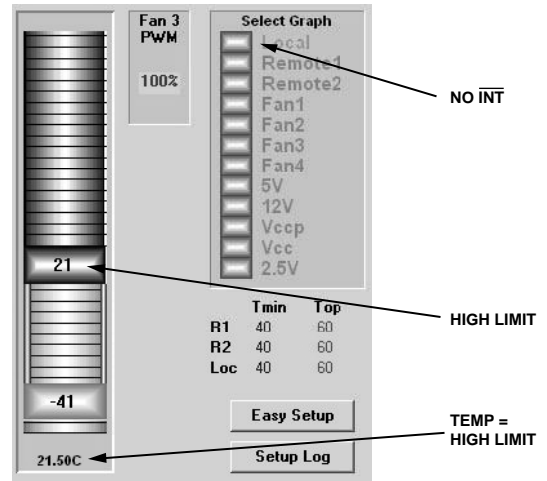 Fan 3
PWM
100%
Select Graph
Local
Remote1
Remote2
Fan1
Fan2
Fan3
Fan4
5V
12V
Vccp
Vcc
2.5V
NO INT
21
HIGH LIMIT
Tmin Top
R1 40 60
R2 40 60
Loc 40 60
-41
Easy Setup
TEMP =
HIGH LIMIT
21.50C
Setup Log